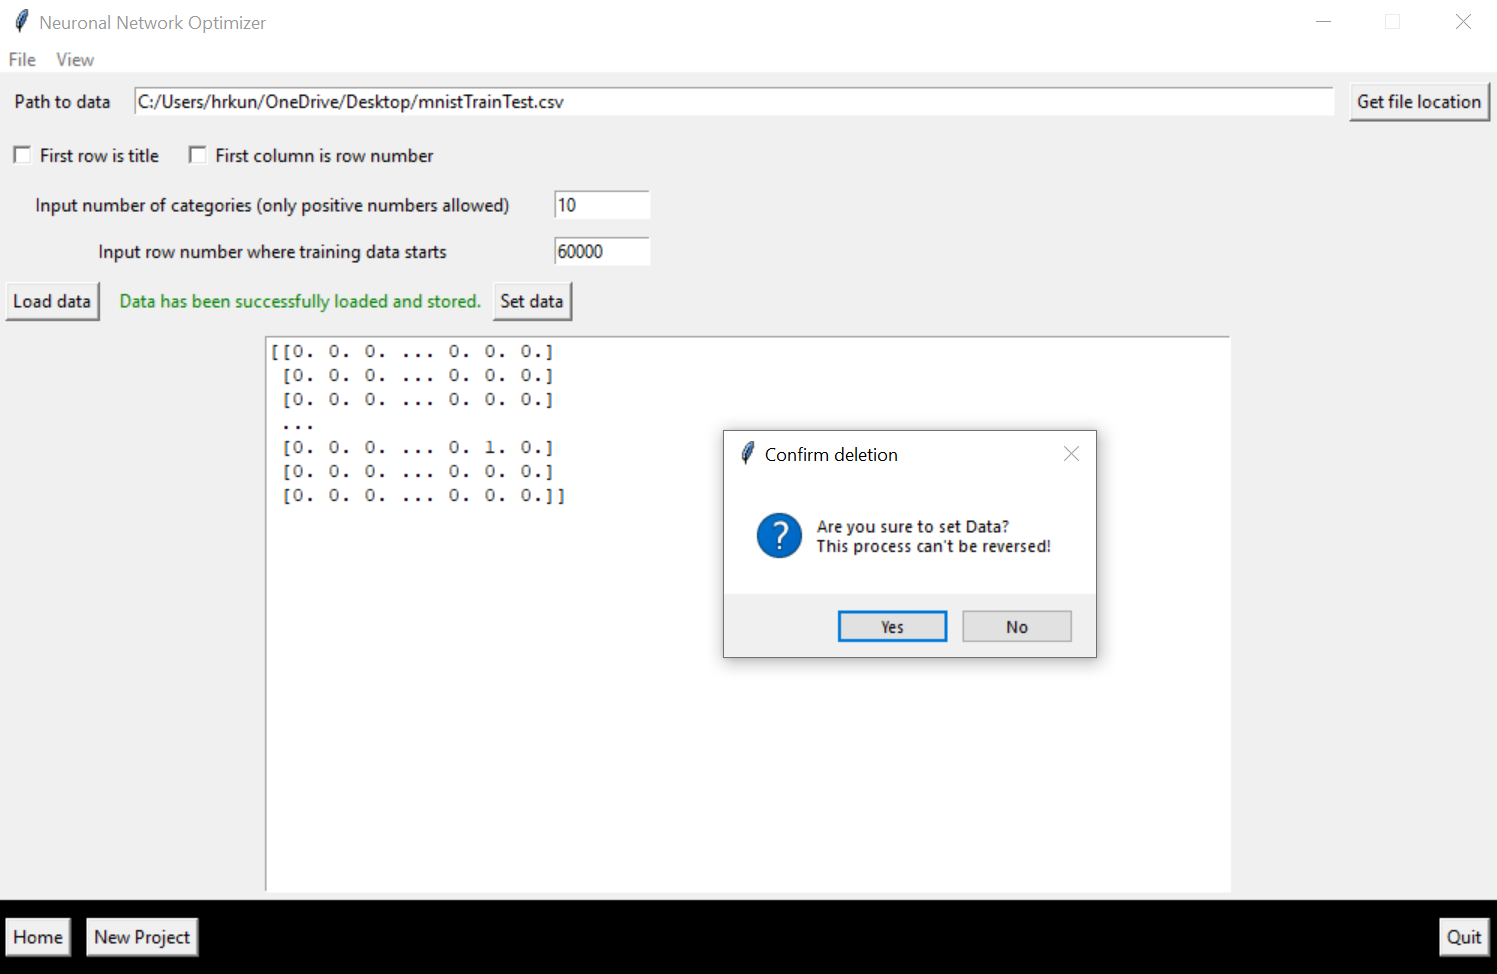 Neuronal Network Optimizer
File View
Path to data C:/Users/hrkun/OneDrive/Desktop/mnistTrainTest.csv Get file location
First row is title First column is row number
Input number of categories (only positive numbers allowed) 10
Input row number where training data starts 60000
Load data Data has been successfully loaded and stored. Set data
[[0. 0. 0. ... 0. 0. 0.]
[0. 0. 0. ... 0. 0. 0.]
[0. 0. 0. ... 0. 0. 0.]
...
[0. 0. 0. ... 0. 1. 0.]
[0. 0. 0. ... 0. 0. 0.]
[0. 0. 0. ... 0. 0. 0.]]
Confirm deletion
Are you sure to set Data?
This process can't be reversed!
Yes No
Home New Project Quit